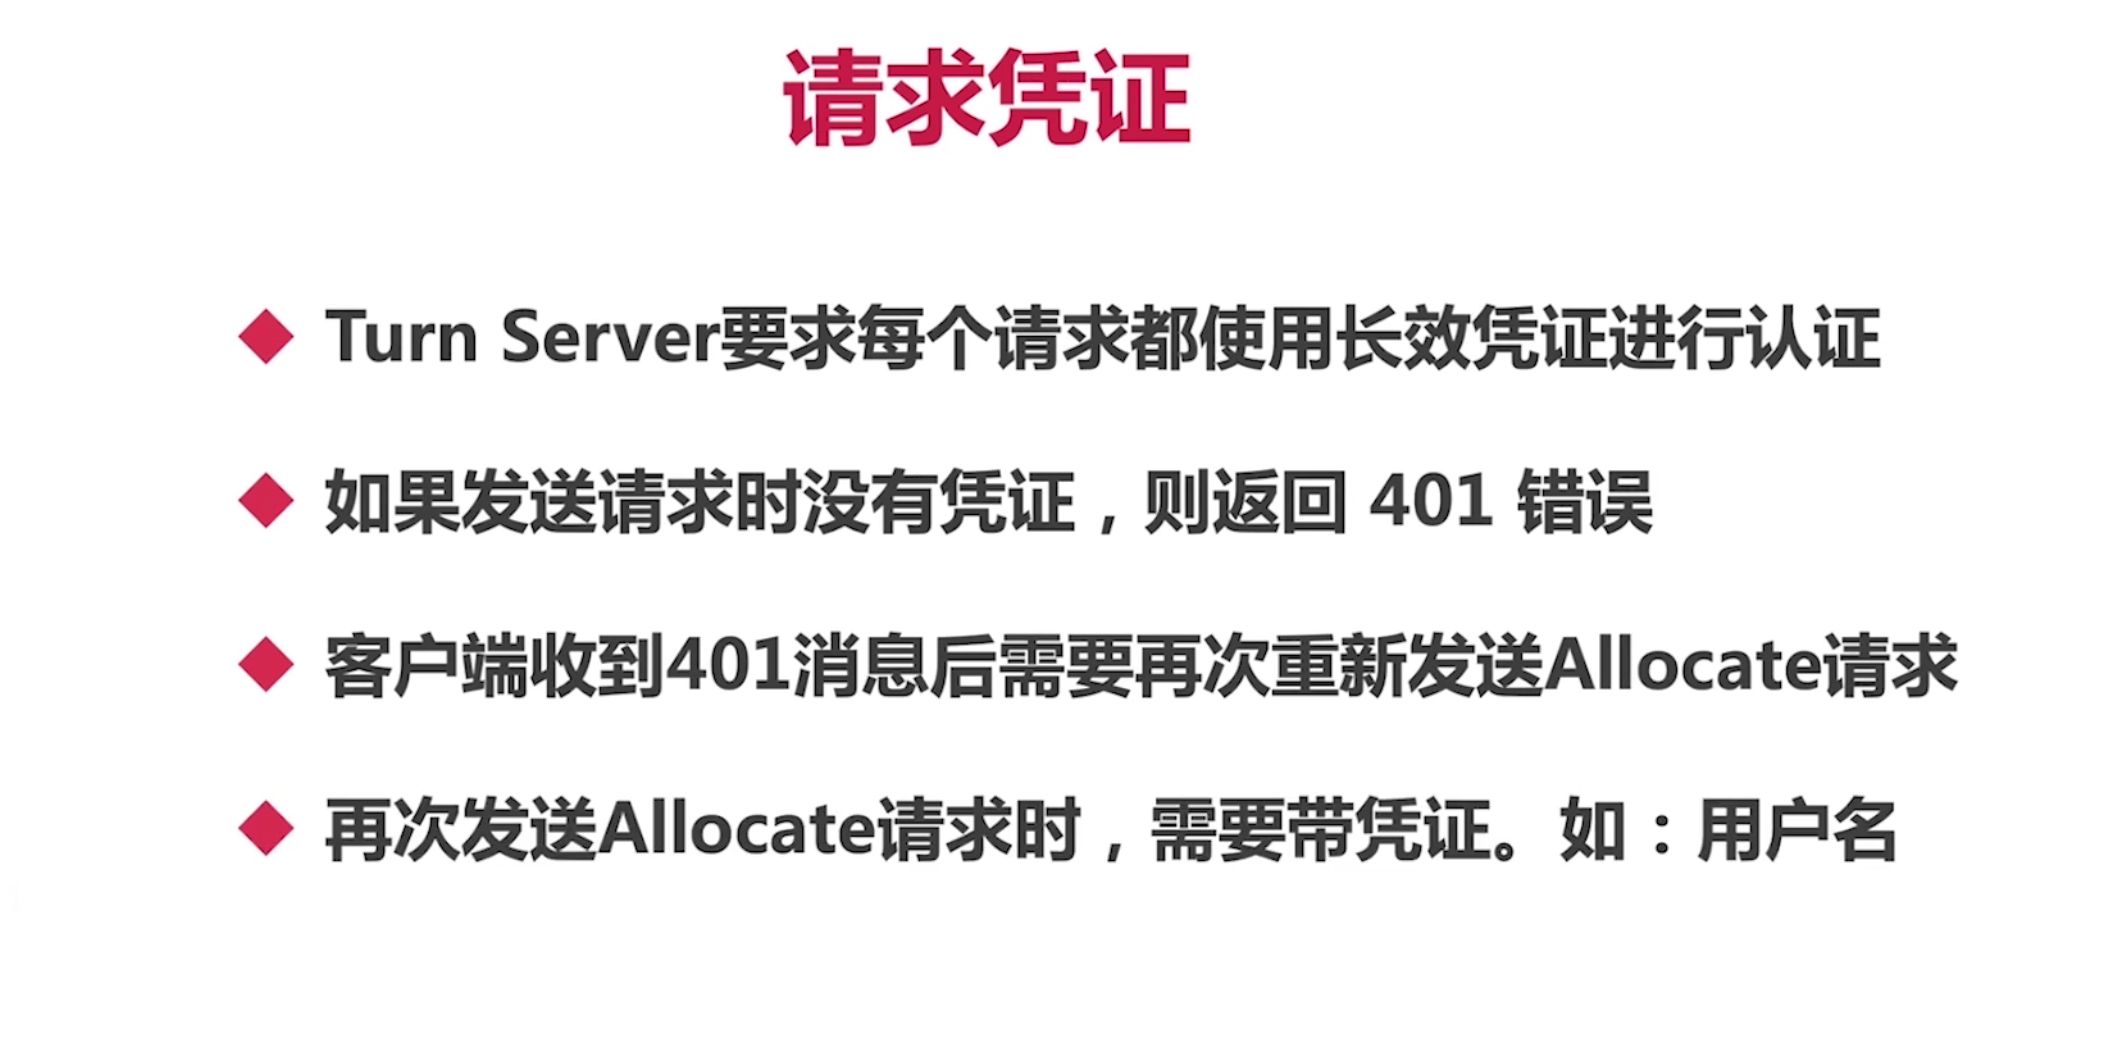 请求凭证
Turn Server要求每个请求都使用长效凭证进行认证
如果发送请求时没有凭证，则返回 401 错误
客户端收到401消息后需要再次重新发送Allocate请求
再次发送Allocate请求时，需要带凭证。如：用户名